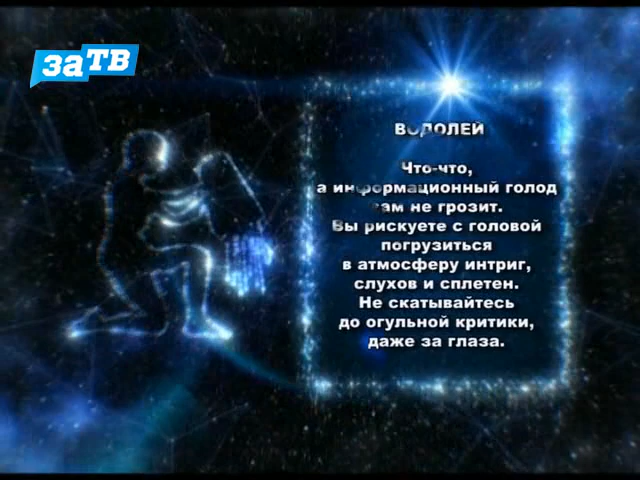 заТВ
ВОДОЛЕЙ
Что-что,
а информационный голод
вам не грозит.
Вы рискуете с головой
погрузиться
в атмосферу интриг,
слухов и сплетен.
Не скатывайтесь
до огульной критики,
даже за глаза.